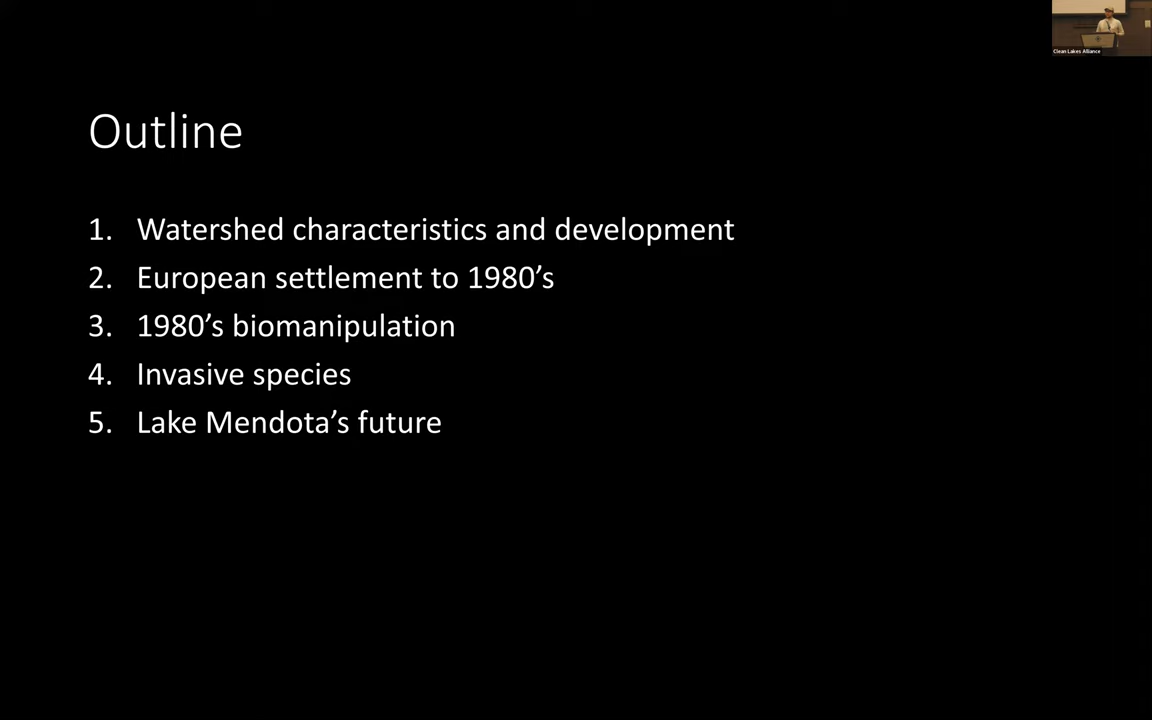 Clean Lakes Alliance
Outline
1. Watershed characteristics and development
2. European settlement to 1980’s
3. 1980’s biomanipulation
4. Invasive species
5. Lake Mendota’s future